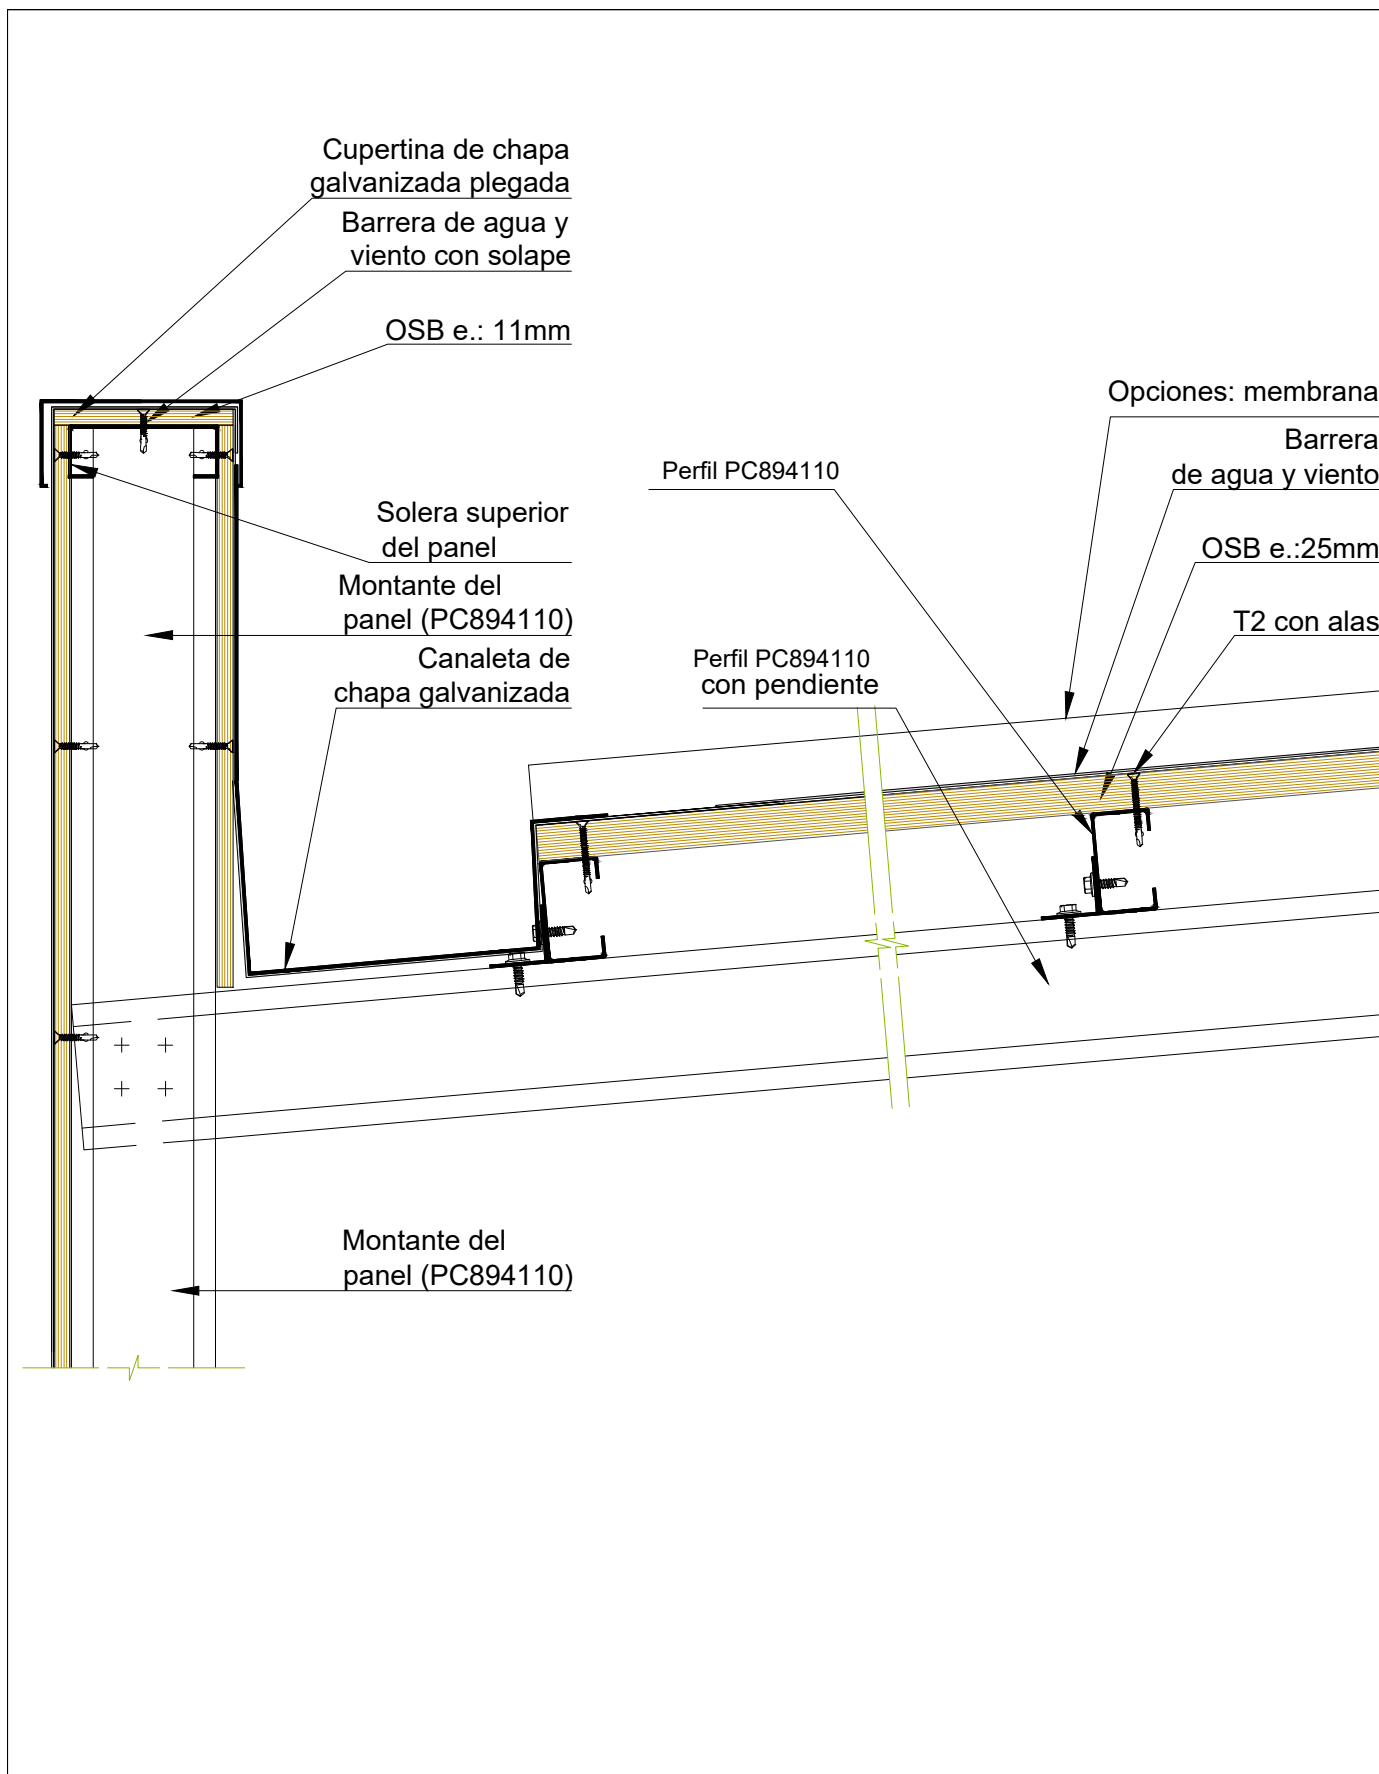 Cupertina de chapa
galvanizada plegada
Barrera de agua y
viento con solape
OSB e.: 11mm
Solera superior
del panel
Montante del
panel (PC894110)
Canaleta de
chapa galvanizada
Perfil PC894110
Perfil PC894110
con pendiente
Opciones: membrana
Barrera
de agua y viento
OSB e.:25mm
T2 con alas
Montante del
panel (PC894110)